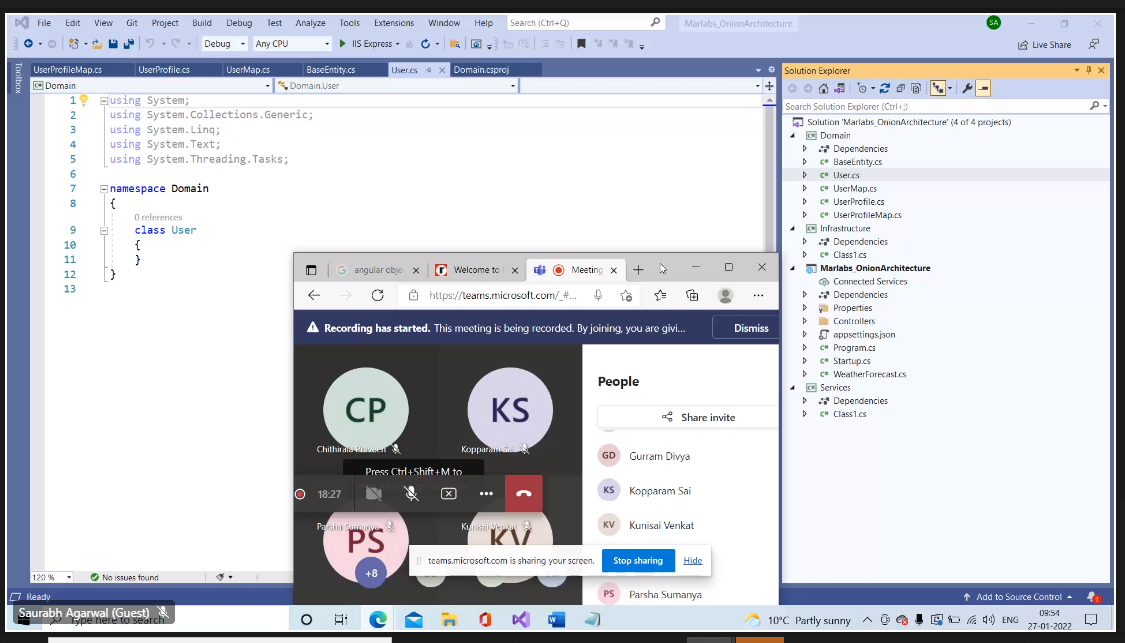 File Edit View Git Project Build Debug Test Analyze Tools Extensions Window Help Search (Ctrl+Q) Marlabs_OnionArchitecture SA
Debug Any CPU IIS Express Live Share
Toolbox
UserProfileMap.cs UserProfile.cs UserMap.cs BaseEntity.cs User.cs Domain.csproj
Domain Domain.User
1 using System;
2 using System.Collections.Generic;
3 using System.Linq;
4 using System.Text;
5 using System.Threading.Tasks;
6
7 namespace Domain
8 {
0 references
9 class User
10 {
11 }
12 }
13
120 % No issues found
Ready Add to Source Control 1
Solution Explorer
Search Solution Explorer (Ctrl+;)
Solution 'Marlabs_OnionArchitecture' (4 of 4 projects)
Domain
Dependencies
BaseEntity.cs
User.cs
UserMap.cs
UserProfile.cs
UserProfileMap.cs
Infrastructure
Dependencies
Class1.cs
Marlabs_OnionArchitecture
Connected Services
Dependencies
Properties
Controllers
appsettings.json
Program.cs
Startup.cs
WeatherForecast.cs
Services
Dependencies
Class1.cs
angular obje Welcome to Meeting
https://teams.microsoft.com/_#...
Recording has started. This meeting is being recorded. By joining, you are givi... Dismiss
CP KS
Chithirala Praveen Kopparam Sai
Press Ctrl+Shift+M to
18:27
Parsha Sumanya Kunisai Venkat
PS KV
+8
People
Share invite
GD Gurram Divya
KS Kopparam Sai
KV Kunisai Venkat
PS Parsha Sumanya
teams.microsoft.com is sharing your screen. Stop sharing Hide
Saurabh Agarwal (Guest)
Type here to search
10°C Partly sunny ENG 09:54
27-01-2022